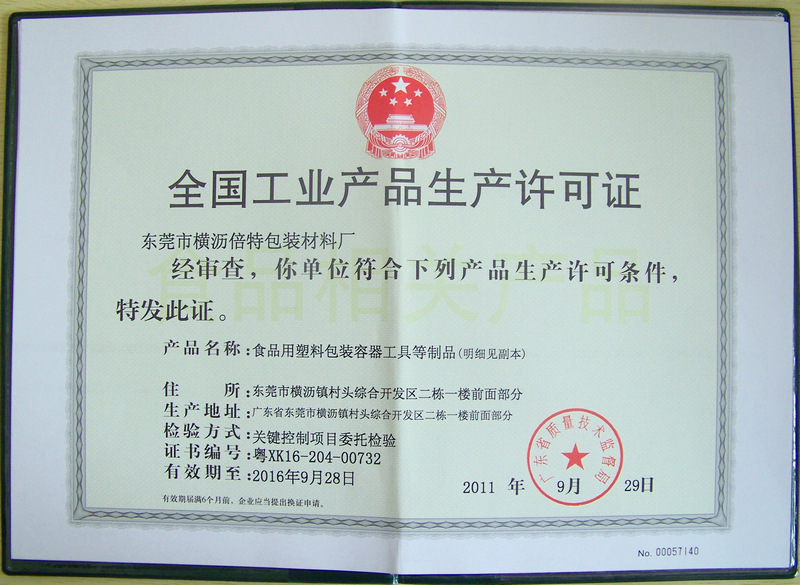 全国工业产品生产许可证
东莞市横沥倍特包装材料厂
经审查，你单位符合下列产品生产许可条件，
特发此证。
食品相关产品
产品名称：食品用塑料包装容器工具等制品(明细见副本)
住 所：东莞市横沥镇村头综合开发区二栋一楼前面部分
生产地址：广东省东莞市横沥镇村头综合开发区二栋一楼前面部分
检验方式：关键控制项目委托检验
证书编号：粤XK16-204-00732
有效期至：2016年9月28日
广东省质量技术监督局
2011 年 9月 29日
有效期届满6个月前，企业应当提出换证申请。
No. 00057140